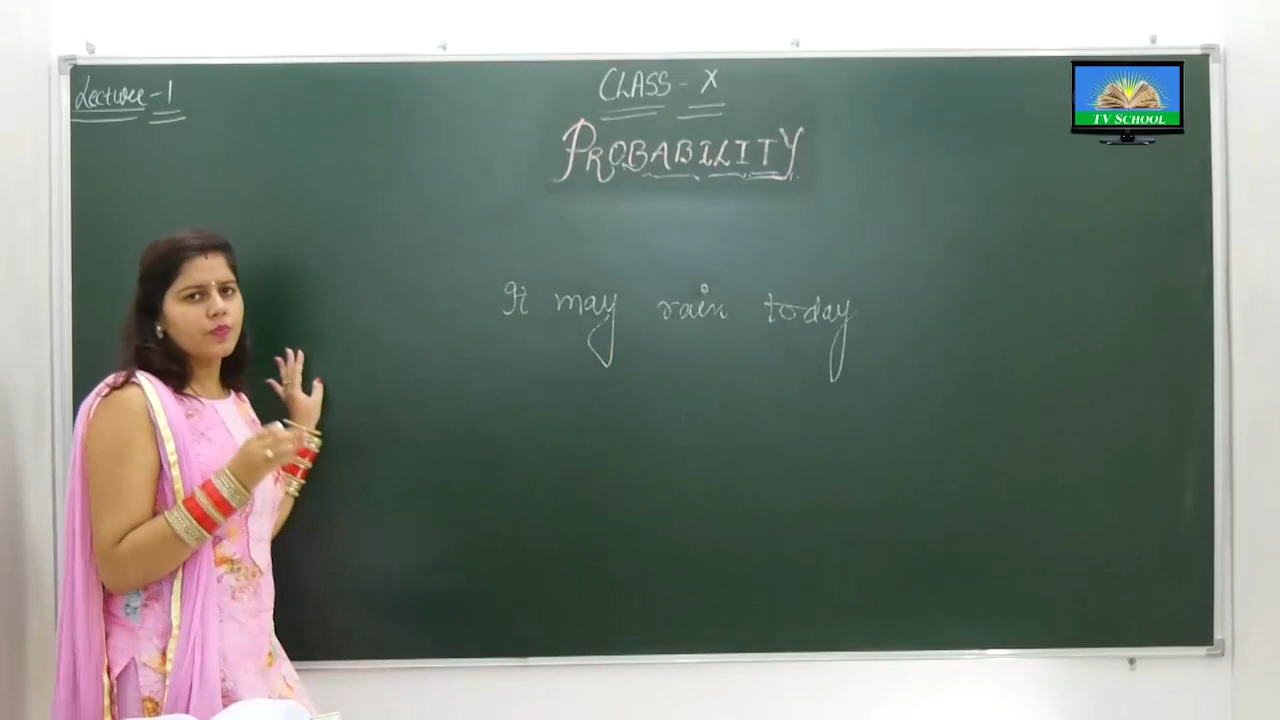 Lecture-1
CLASS - X
PROBABILITY
It may rain today
TV SCHOOL